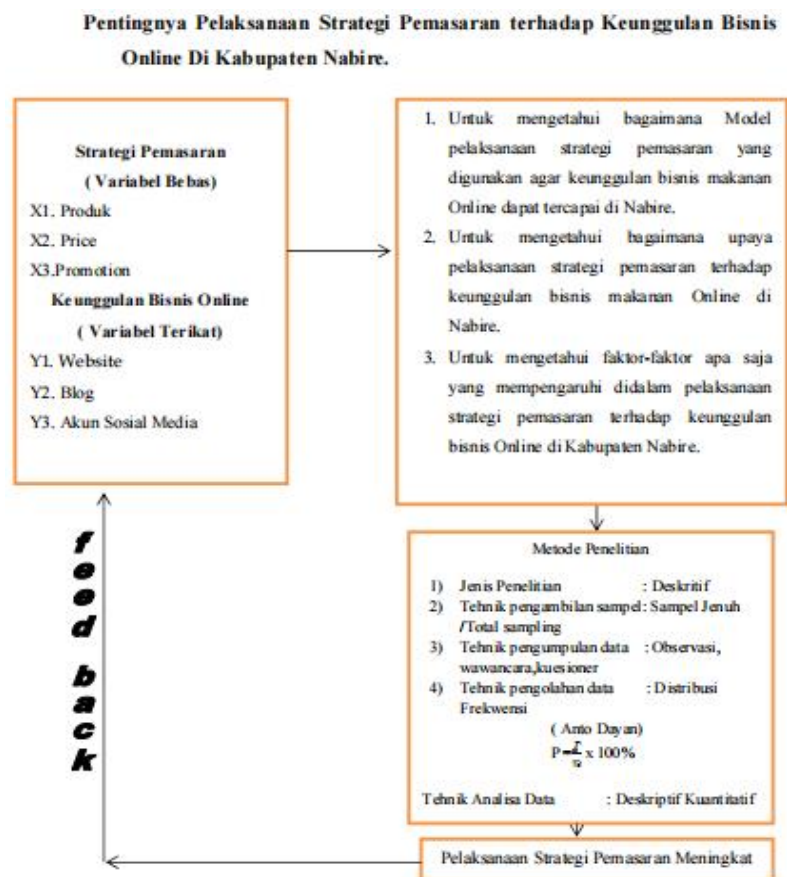 Pentingnya Pelaksanaan Strategi Pemasaran terhadap Keunggulan Bisnis
Online Di Kabupaten Nabire.
Strategi Pemasaran
( Variabel Bebas)
X1. Produk
X2. Price
X3.Promotion
Keunggulan Bisnis Online
( Variabel Terikat)
Y1. Website
Y2. Blog
Y3. Akun Sosial Media
1. Untuk mengetahui bagaimana Model
pelaksanaan strategi pemasaran yang
digunakan agar keunggulan bisnis makanan
Online dapat tercapai di Nabire.
2. Untuk mengetahui bagaimana upaya
pelaksanaan strategi pemasaran terhadap
keunggulan bisnis makanan Online di
Nabire.
3. Untuk mengetahui faktor-faktor apa saja
yang mempengaruhi didalam pelaksanaan
strategi pemasaran terhadap keunggulan
bisnis Online di Kabupaten Nabire.
Metode Penelitian
1) Jenis Penelitian : Deskritif
2) Tehnik pengambilan sampel: Sampel Jenuh
/Total sampling
3) Tehnik pengumpulan data : Observasi,
wawancara,kuesioner
4) Tehnik pengolahan data : Distribusi
Frekwensi
( Anto Dayan)
P= x 100%
Tehnik Analisa Data : Deskriptif Kuantitatif
Pelaksanaan Strategi Pemasaran Meningkat
feed back